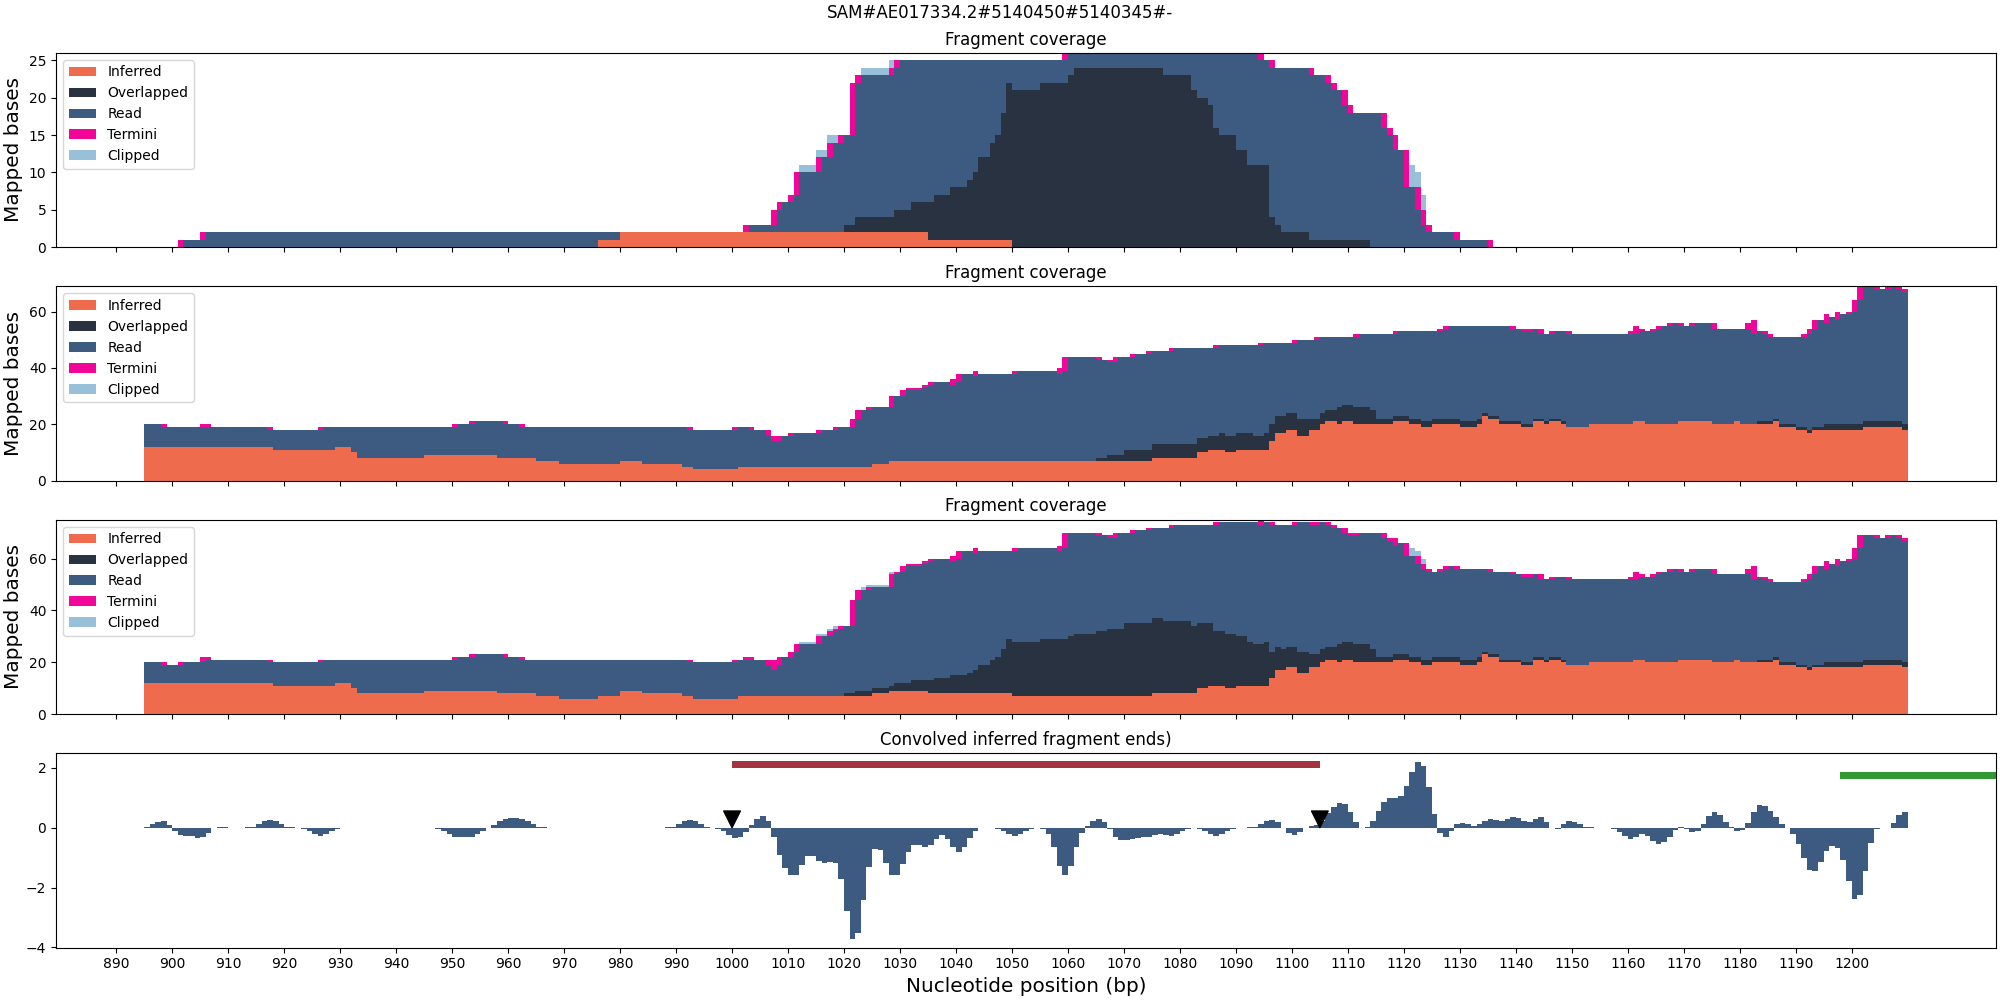 SAM#AE017334.2#5140450#5140345#-
Fragment coverage
Mapped bases
25
20
15
10
5
0
Inferred
Overlapped
Read
Termini
Clipped
Fragment coverage
Mapped bases
60
40
20
0
Inferred
Overlapped
Read
Termini
Clipped
Fragment coverage
Mapped bases
60
40
20
0
Inferred
Overlapped
Read
Termini
Clipped
Convolved inferred fragment ends)
2
0
−2
−4
890 900 910 920 930 940 950 960 970 980 990 1000 1010 1020 1030 1040 1050 1060 1070 1080 1090 1100 1110 1120 1130 1140 1150 1160 1170 1180 1190 1200
Nucleotide position (bp)